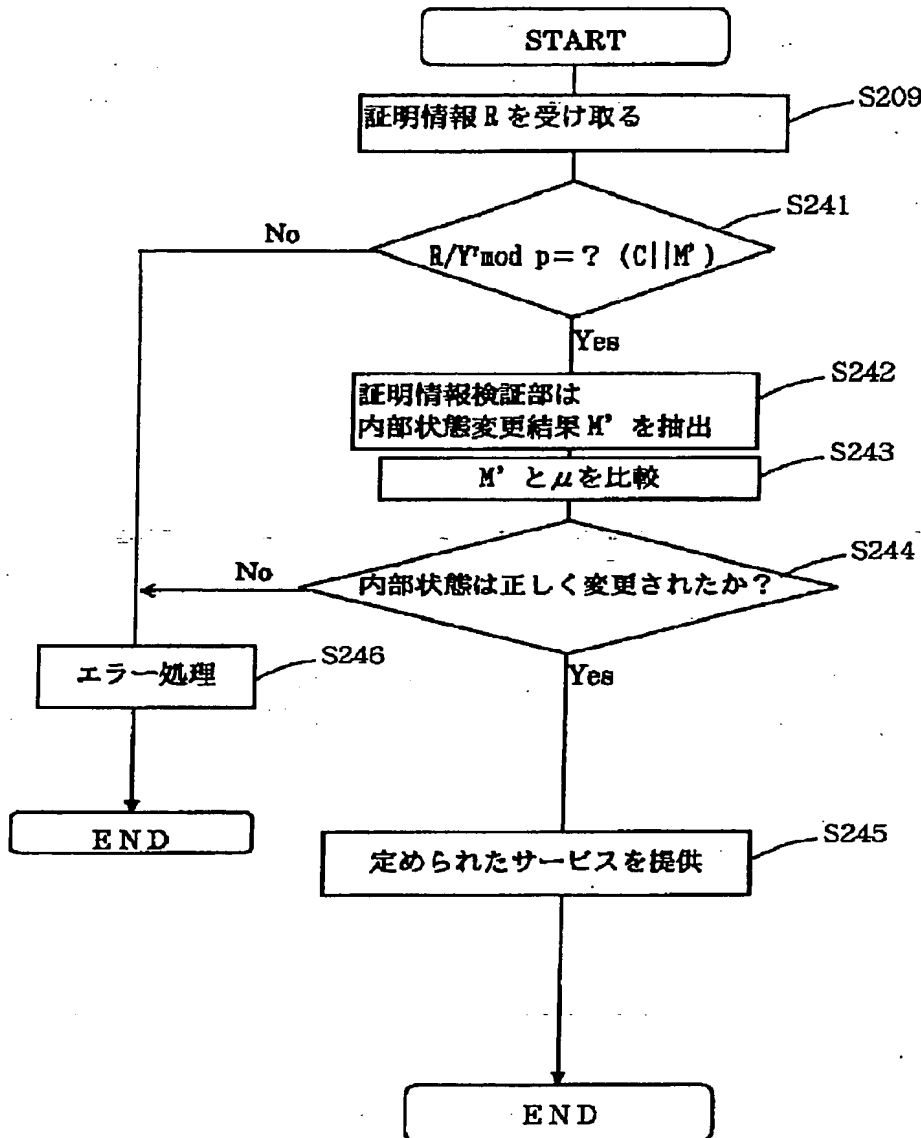 START
証明情報Rを受け取る
S209
S241
No
R/Yʳmod p=? (C||M')
Yes
S242
証明情報検証部は
内部状態変更結果M'を抽出
S243
M'とμを比較
S244
No
内部状態は正しく変更されたか?
Yes
S246
エラー処理
END
S245
定められたサービスを提供
END